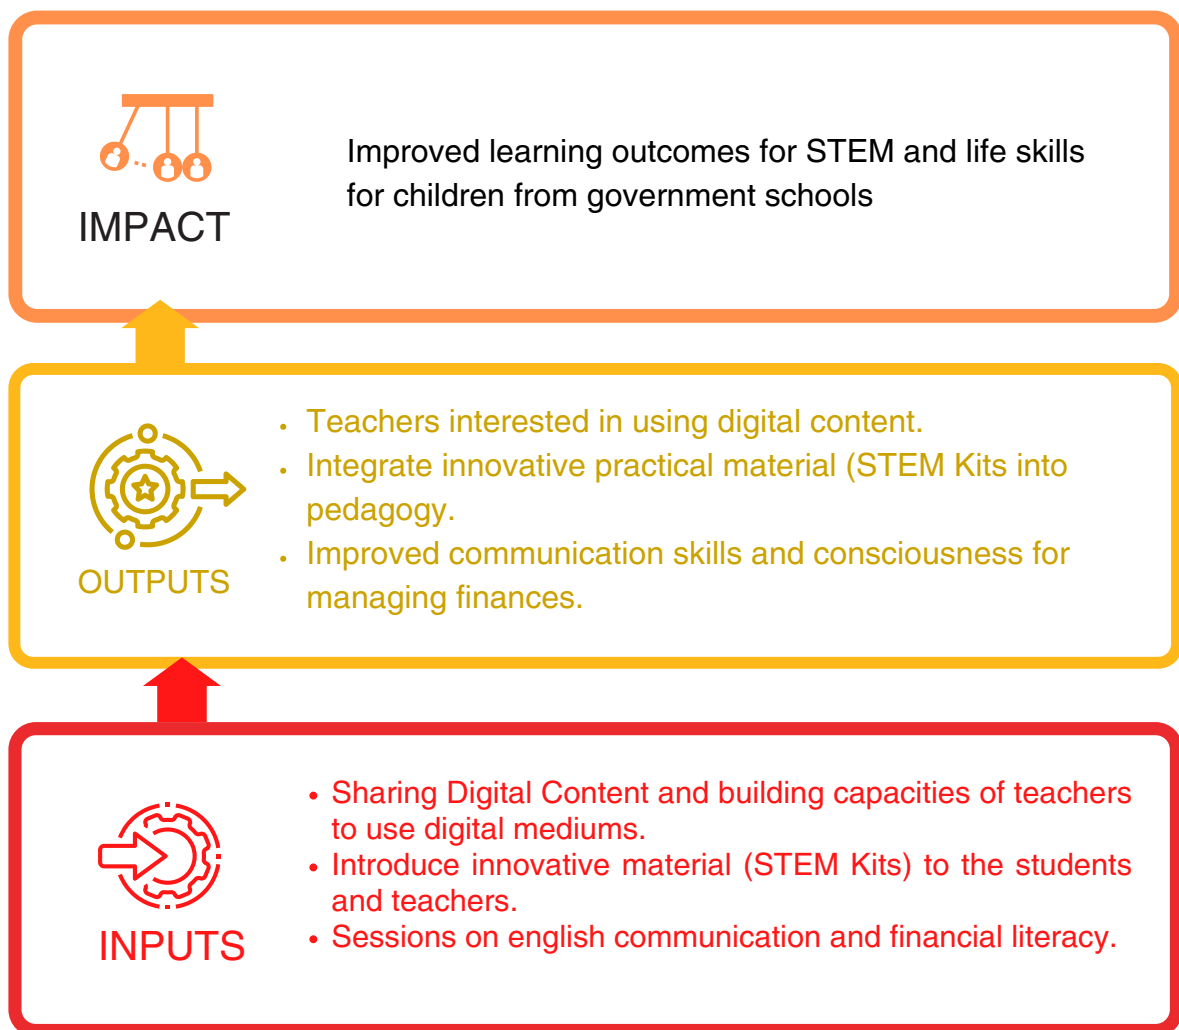 IMPACT
Improved learning outcomes for STEM and life skills
for children from government schools
OUTPUTS
• Teachers interested in using digital content.
• Integrate innovative practical material (STEM Kits into
pedagogy.
• Improved communication skills and consciousness for
managing finances.
INPUTS
• Sharing Digital Content and building capacities of teachers
to use digital mediums.
• Introduce innovative material (STEM Kits) to the students
and teachers.
• Sessions on english communication and financial literacy.